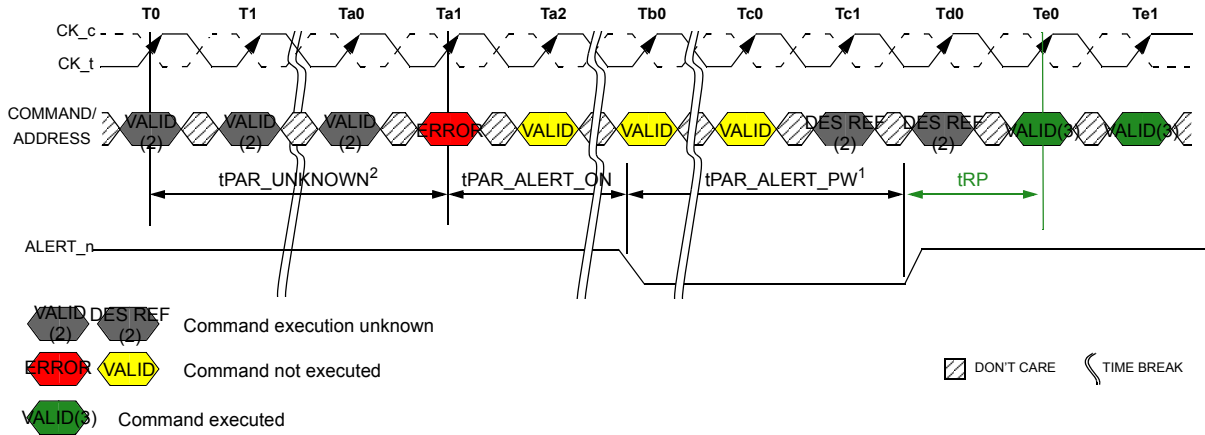 T0 T1 Ta0 Ta1 Ta2 Tb0 Tc0 Tc1 Td0 Te0 Te1
CK_c
CK_t
COMMAND/
ADDRESS
VALID (2) VALID (2) VALID (2) ERROR VALID VALID VALID DES REF (2) DES REF (2) VALID(3) VALID(3)
tPAR_UNKNOWN2 tPAR_ALERT_ON tPAR_ALERT_PW1 tRP
ALERT_n
VALID (2) DES REF (2) Command execution unknown
ERROR VALID Command not executed
DON'T CARE TIME BREAK
VALID(3) Command executed